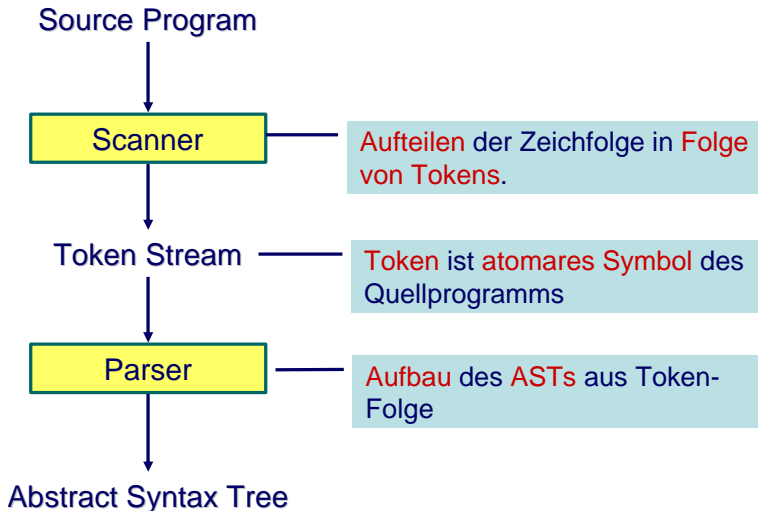 Source Program
Scanner
Aufteilen der Zeichfolge in Folge
von Tokens.
Token Stream
Token ist atomares Symbol des
Quellprogramms
Parser
Aufbau des ASTs aus Token-
Folge
Abstract Syntax Tree